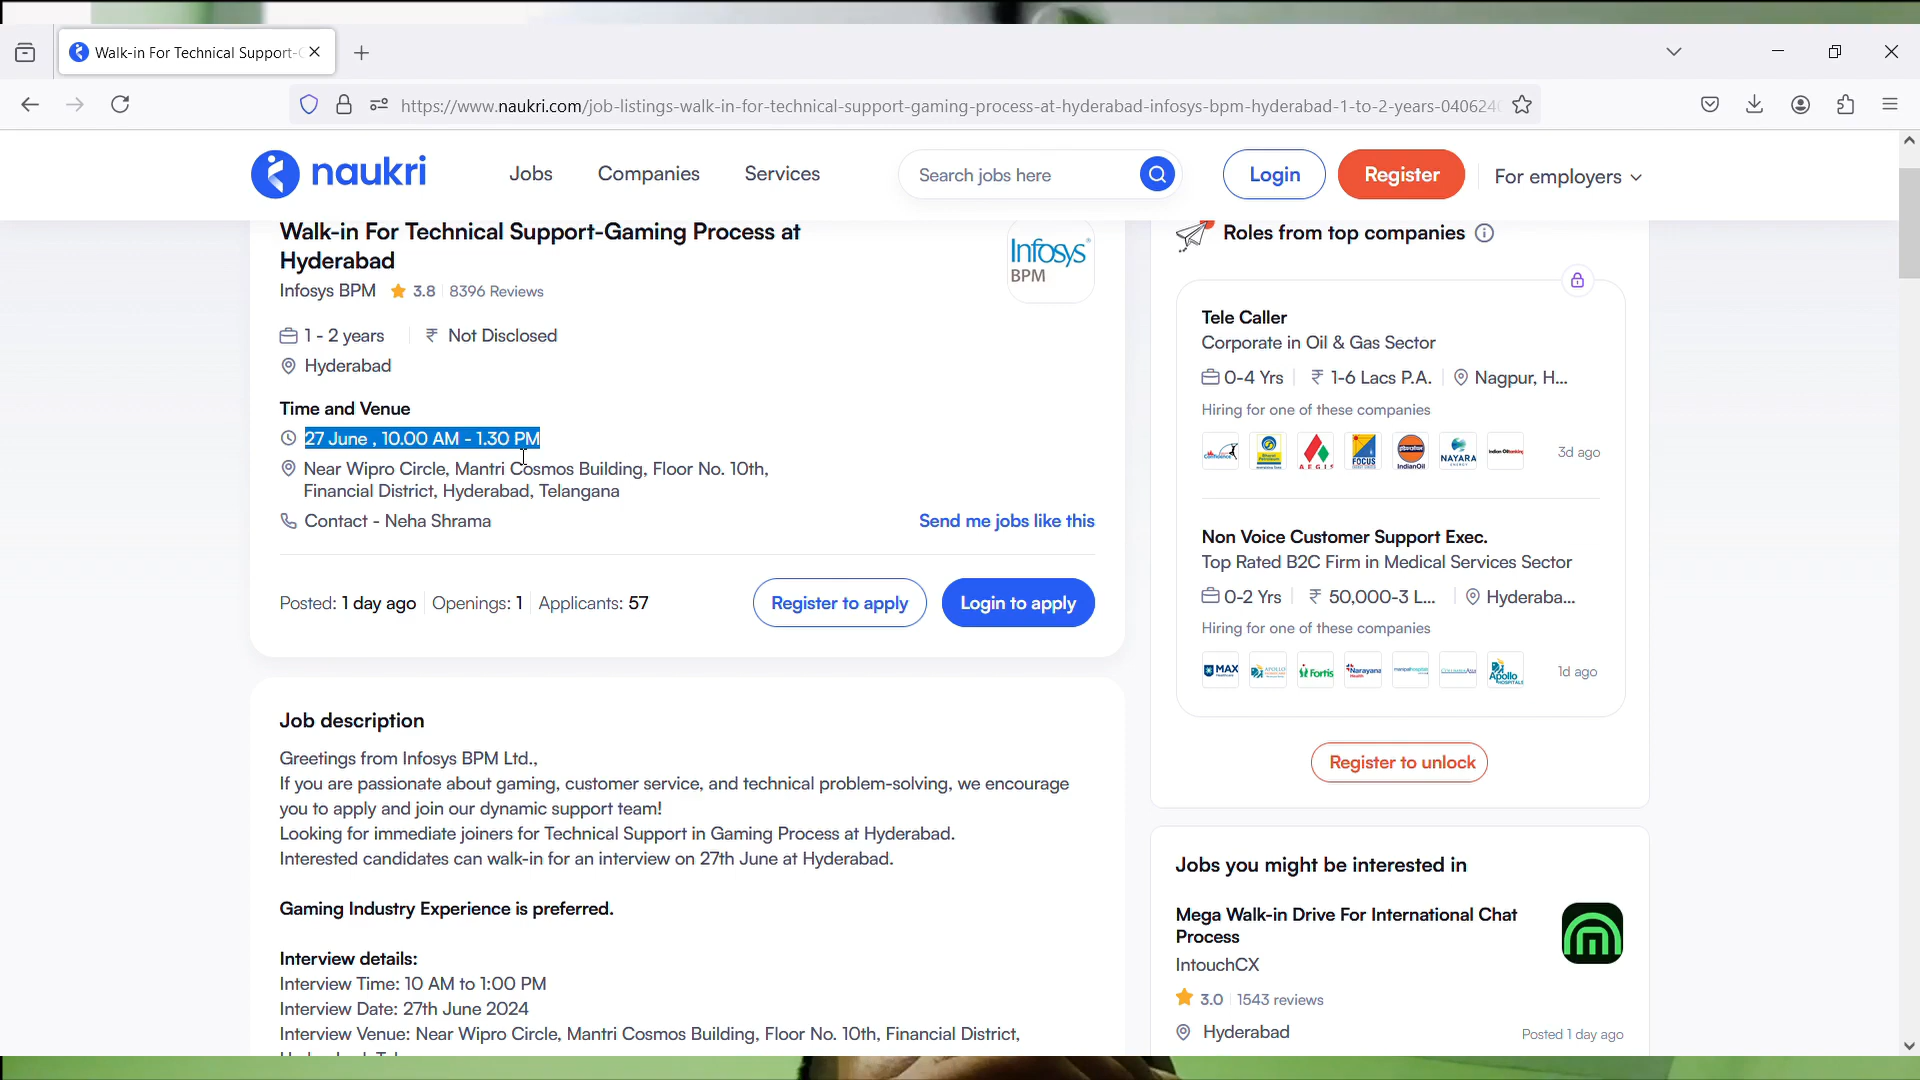 Walk-in For Technical Support-
https://www.naukri.com/job-listings-walk-in-for-technical-support-gaming-process-at-hyderabad-infosys-bpm-hyderabad-1-to-2-years-040624
naukri
Jobs
Companies
Services
Search jobs here
Login
Register
For employers
Walk-in For Technical Support-Gaming Process at
Hyderabad
Infosys BPM
3.8
8396 Reviews
Infosys®
BPM
1 - 2 years
₹ Not Disclosed
Hyderabad
Time and Venue
27 June , 10.00 AM - 1.30 PM
Near Wipro Circle, Mantri Cosmos Building, Floor No. 10th,
Financial District, Hyderabad, Telangana
Contact - Neha Shrama
Send me jobs like this
Posted: 1 day ago
Openings: 1
Applicants: 57
Register to apply
Login to apply
Job description
Greetings from Infosys BPM Ltd.,
If you are passionate about gaming, customer service, and technical problem-solving, we encourage
you to apply and join our dynamic support team!
Looking for immediate joiners for Technical Support in Gaming Process at Hyderabad.
Interested candidates can walk-in for an interview on 27th June at Hyderabad.
Gaming Industry Experience is preferred.
Interview details:
Interview Time: 10 AM to 1:00 PM
Interview Date: 27th June 2024
Interview Venue: Near Wipro Circle, Mantri Cosmos Building, Floor No. 10th, Financial District,
Roles from top companies
Tele Caller
Corporate in Oil & Gas Sector
0-4 Yrs
₹ 1-6 Lacs P.A.
Nagpur, H...
Hiring for one of these companies
AEGIS
FOCUS
IndianOil
NAYARA
3d ago
Non Voice Customer Support Exec.
Top Rated B2C Firm in Medical Services Sector
0-2 Yrs
₹ 50,000-3 L...
Hyderaba...
Hiring for one of these companies
MAX
Fortis
Narayana
Apollo
HOSPITALS
1d ago
Register to unlock
Jobs you might be interested in
Mega Walk-in Drive For International Chat
Process
IntouchCX
3.0
1543 reviews
Hyderabad
Posted 1 day ago